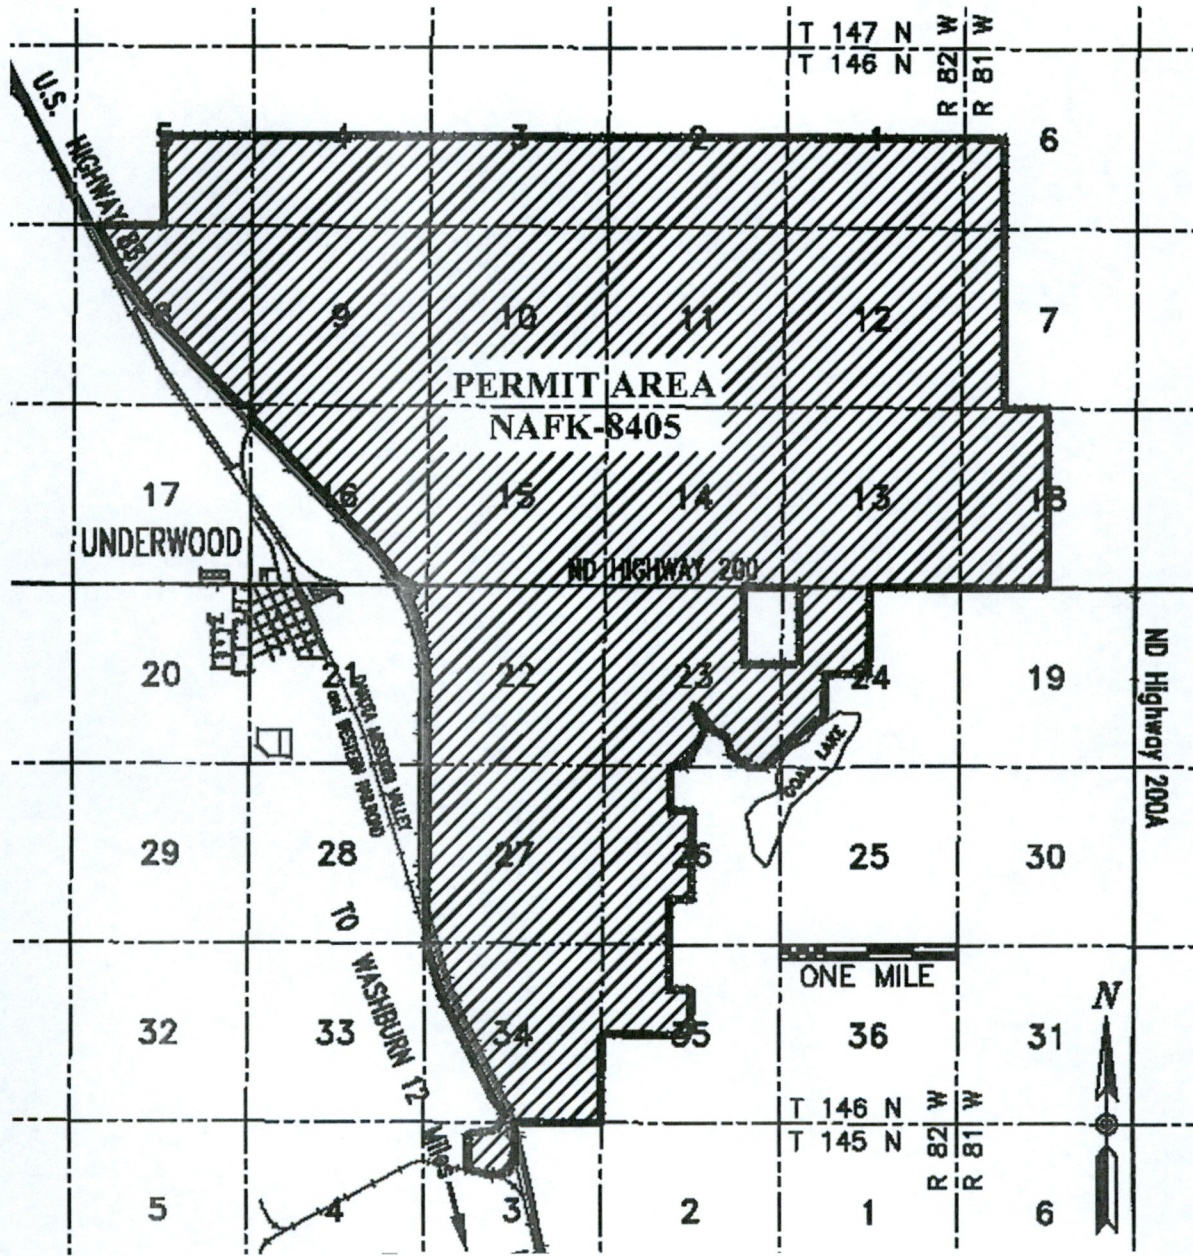 T 147 N
T 146 N
R 82 W
R 81 W
U.S. HIGHWAY 83
5 4 3 2 1 6
8 9 10 11 12 7
PERMIT AREA
NAFK-8405
17 16 15 14 13 18
UNDERWOOD
ND HIGHWAY 200
20 21 22 23 24 19
ND Highway 200A
DAKOTA MISSOURI VALLEY
and WESTERN RAILROAD
COAL LAKE
29 28 27 26 25 30
TO WASHBURN 12 Miles
ONE MILE
N
32 33 34 35 36 31
T 146 N
T 145 N
R 82 W
R 81 W
5 4 3 2 1 6